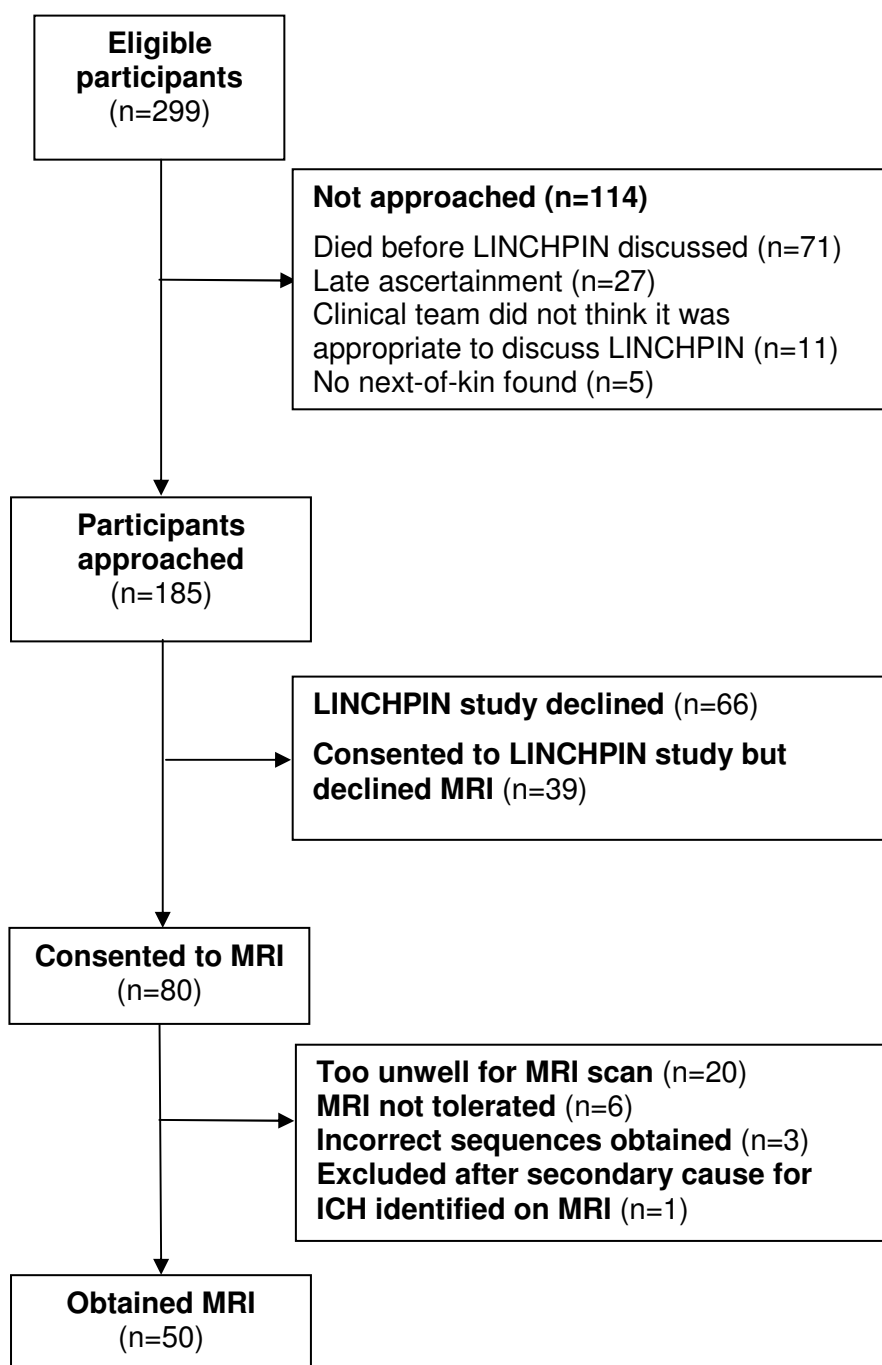 Eligible
participants
(n=299)
Not approached (n=114)
Died before LINCHPIN discussed (n=71)
Late ascertainment (n=27)
Clinical team did not think it was
appropriate to discuss LINCHPIN (n=11)
No next-of-kin found (n=5)
Participants
approached
(n=185)
LINCHPIN study declined (n=66)
Consented to LINCHPIN study but
declined MRI (n=39)
Consented to MRI
(n=80)
Too unwell for MRI scan (n=20)
MRI not tolerated (n=6)
Incorrect sequences obtained (n=3)
Excluded after secondary cause for
ICH identified on MRI (n=1)
Obtained MRI
(n=50)